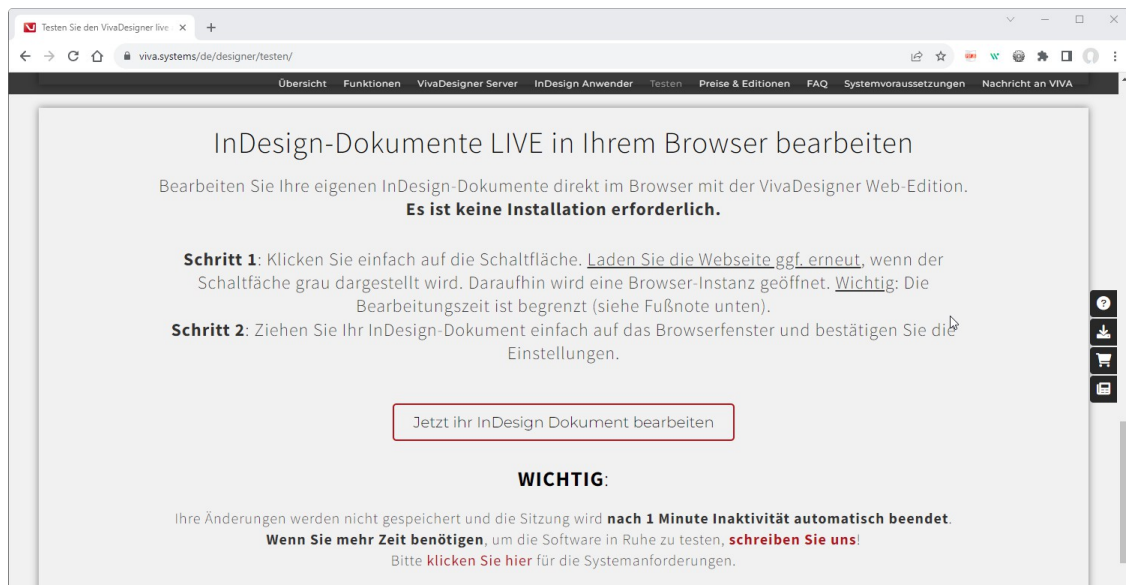 Testen Sie den VivaDesigner live
viva.systems/de/designer/testen/
Übersicht Funktionen VivaDesigner Server InDesign Anwender Testen Preise & Editionen FAQ Systemvoraussetzungen Nachricht an VIVA
InDesign-Dokumente LIVE in Ihrem Browser bearbeiten
Bearbeiten Sie Ihre eigenen InDesign-Dokumente direkt im Browser mit der VivaDesigner Web-Edition.
Es ist keine Installation erforderlich.
Schritt 1: Klicken Sie einfach auf die Schaltfläche. Laden Sie die Webseite ggf. erneut, wenn der
Schaltfäche grau dargestellt wird. Daraufhin wird eine Browser-Instanz geöffnet. Wichtig: Die
Bearbeitungszeit ist begrenzt (siehe Fußnote unten).
Schritt 2: Ziehen Sie Ihr InDesign-Dokument einfach auf das Browserfenster und bestätigen Sie die
Einstellungen.
Jetzt ihr InDesign Dokument bearbeiten
WICHTIG:
Ihre Änderungen werden nicht gespeichert und die Sitzung wird nach 1 Minute Inaktivität automatisch beendet.
Wenn Sie mehr Zeit benötigen, um die Software in Ruhe zu testen, schreiben Sie uns!
Bitte klicken Sie hier für die Systemanforderungen.